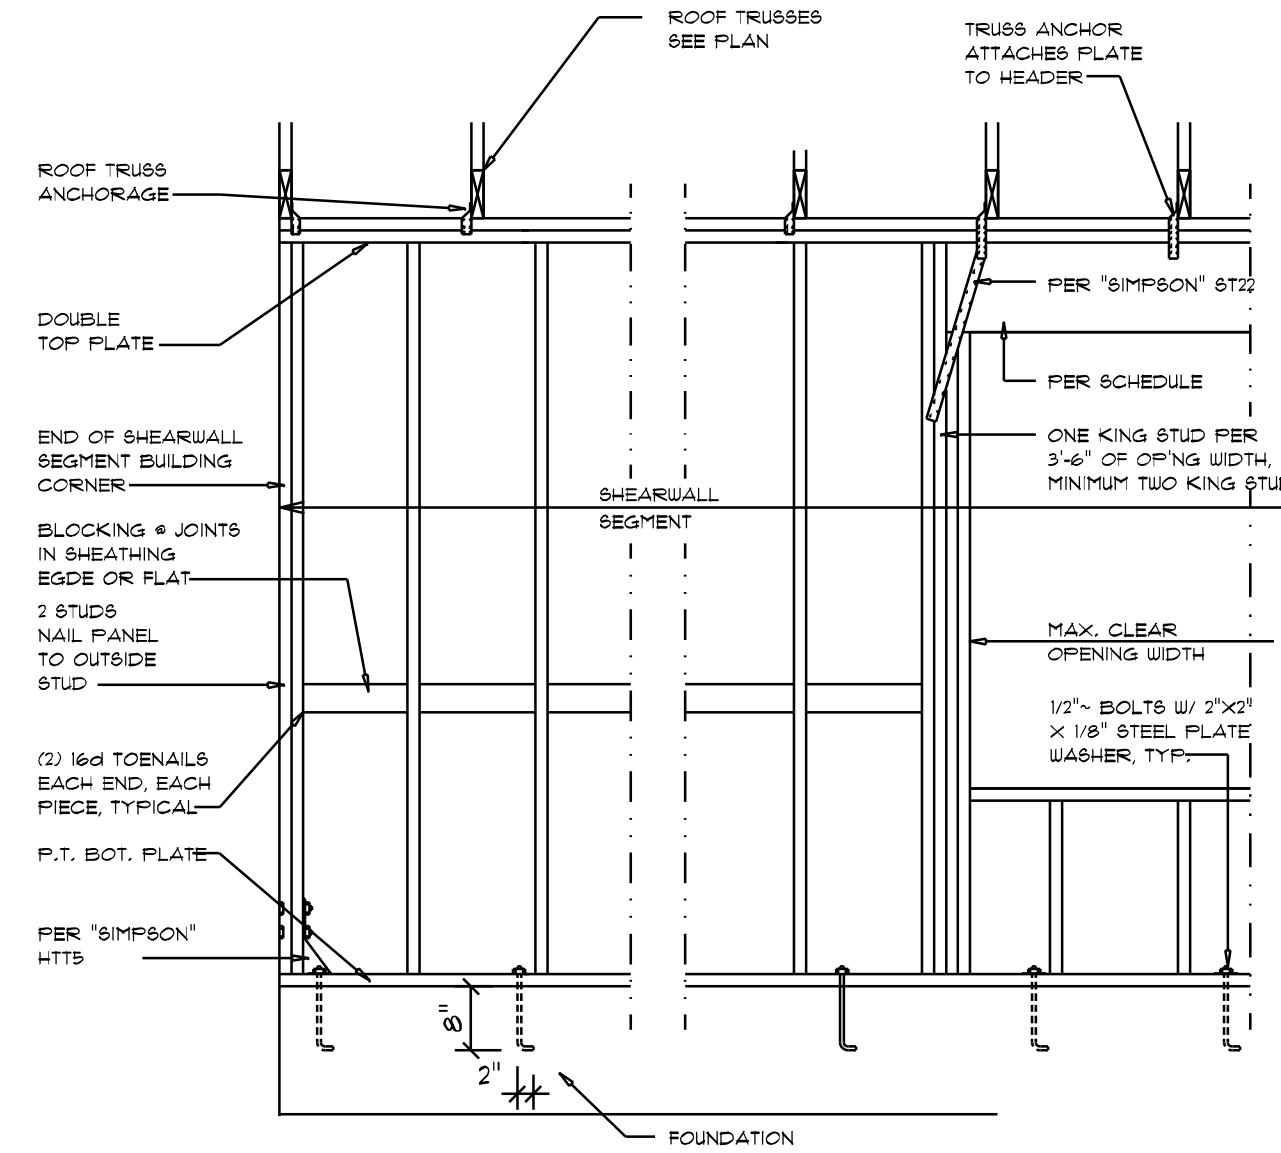 ROOF TRUSSES
SEE PLAN
TRUSS ANCHOR
ATTACHES PLATE
TO HEADER
ROOF TRUSS
ANCHORAGE
PER "SIMPSON" ST22
DOUBLE
TOP PLATE
PER SCHEDULE
END OF SHEARWALL
SEGMENT BUILDING
CORNER
ONE KING STUD PER
3'-6" OF OP'NG WIDTH,
MINIMUM TWO KING STUD
SHEARWALL
SEGMENT
BLOCKING @ JOINTS
IN SHEATHING
EGDE OR FLAT
2 STUDS
NAIL PANEL
TO OUTSIDE
STUD
MAX. CLEAR
OPENING WIDTH
1/2"~ BOLTS W/ 2"X2"
X 1/8" STEEL PLATE
WASHER, TYP.
(2) 16d TOENAILS
EACH END, EACH
PIECE, TYPICAL
P.T. BOT. PLATE
PER "SIMPSON"
HTT5
8"
2"
FOUNDATION